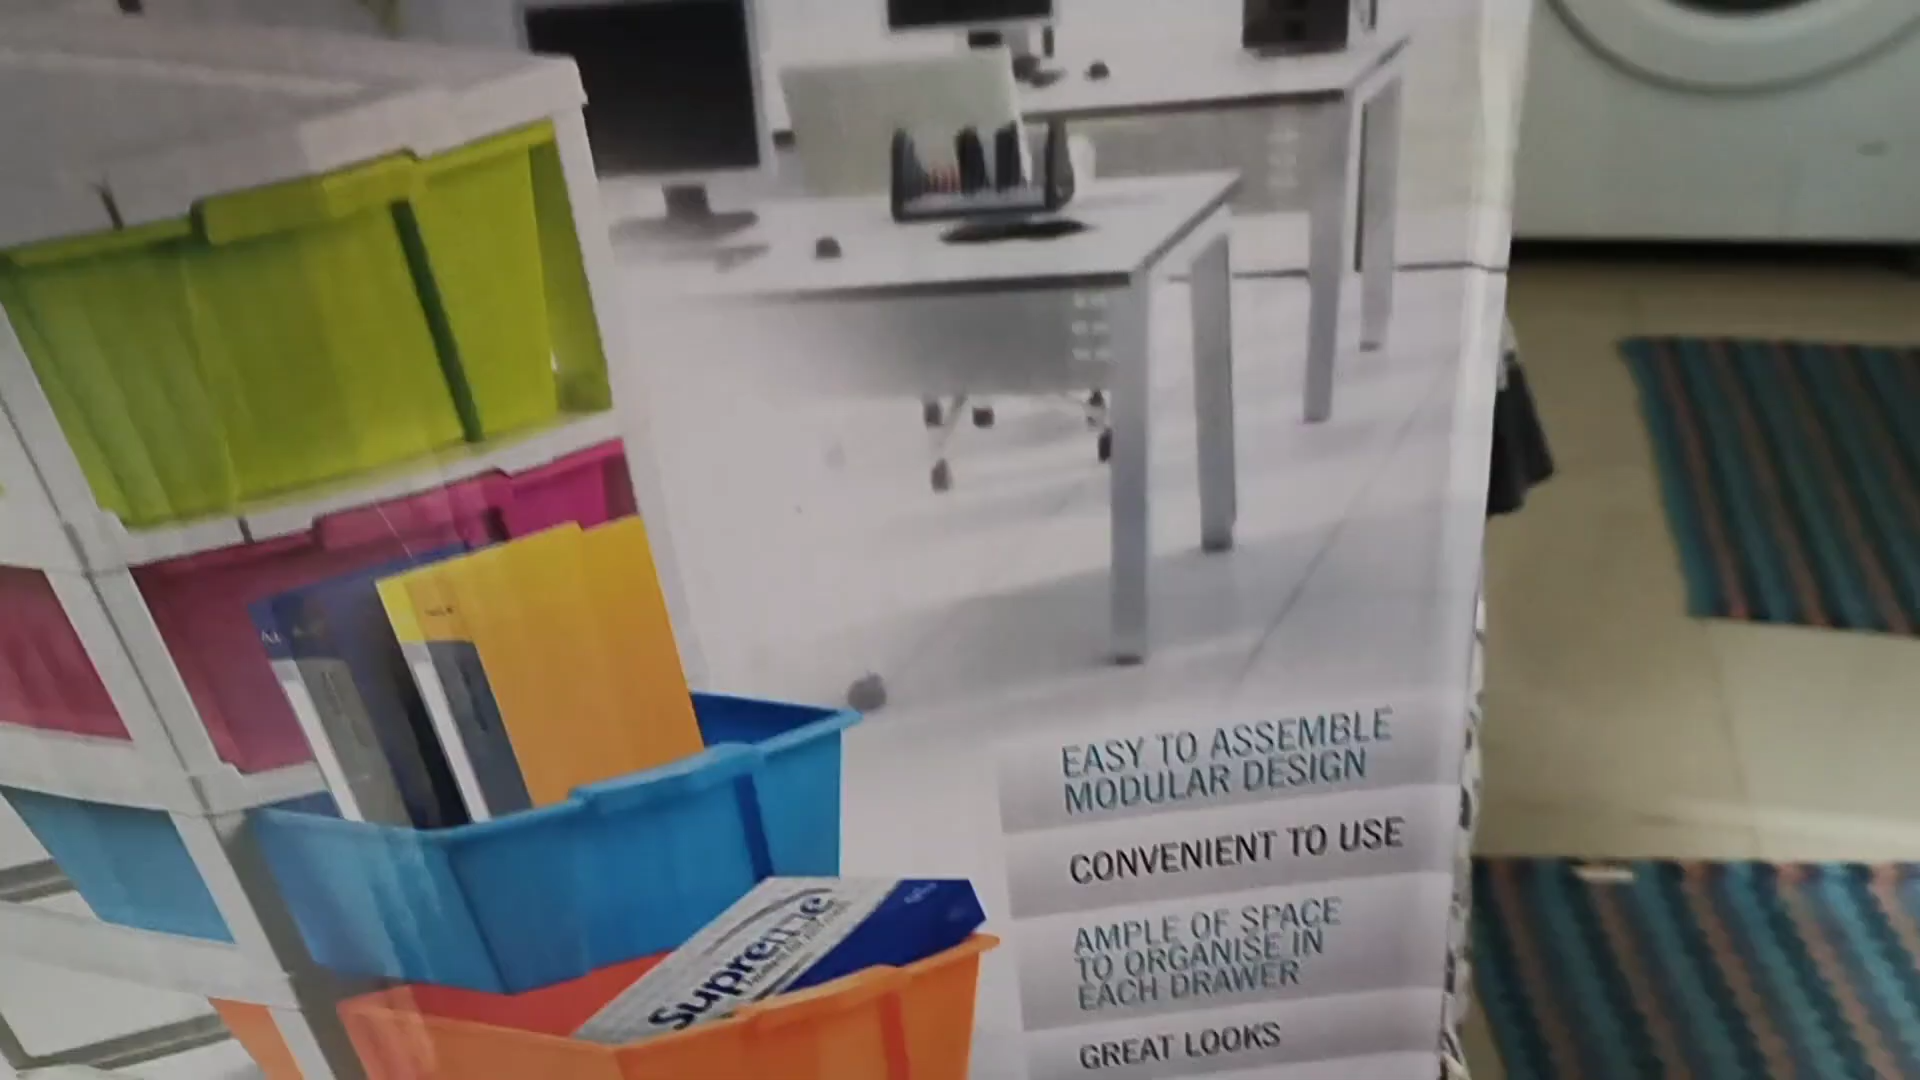 EASY TO ASSEMBLE
MODULAR DESIGN
CONVENIENT TO USE
AMPLE OF SPACE
TO ORGANISE IN
EACH DRAWER
GREAT LOOKS
Supreme